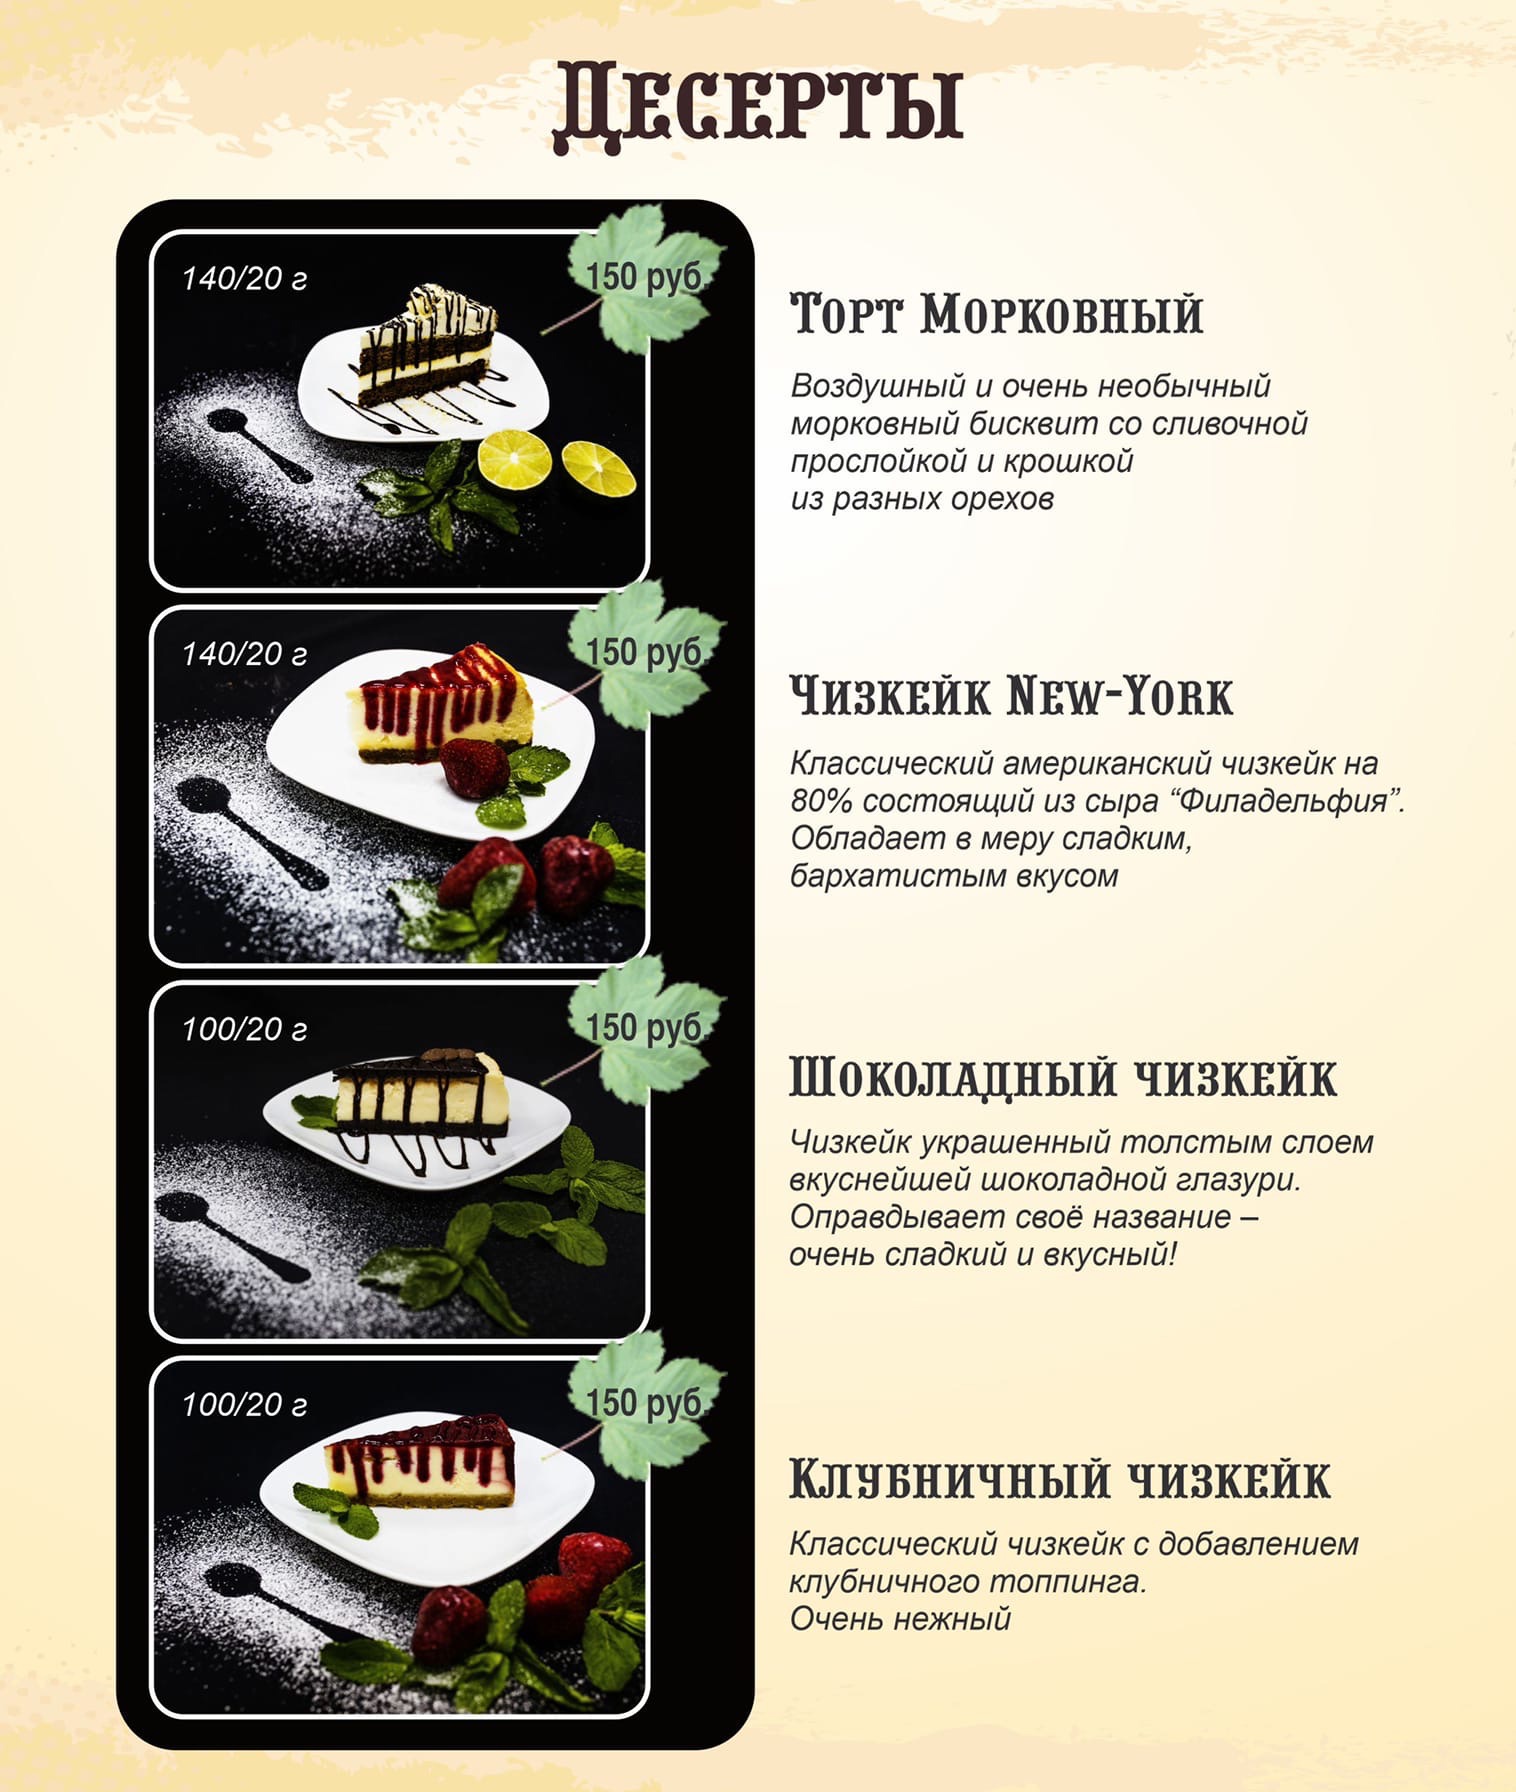 Десерты
140/20 г
150 руб.
Торт Морковный
Воздушный и очень необычный
морковный бисквит со сливочной
прослойкой и крошкой
из разных орехов
140/20 г
150 руб.
Чизкейк New-York
Классический американский чизкейк на
80% состоящий из сыра “Филадельфия”.
Обладает в меру сладким,
бархатистым вкусом
100/20 г
150 руб.
Шоколадный чизкейк
Чизкейк украшенный толстым слоем
вкуснейшей шоколадной глазури.
Оправдывает своё название –
очень сладкий и вкусный!
100/20 г
150 руб.
Клубничный чизкейк
Классический чизкейк с добавлением
клубничного топпинга.
Очень нежный